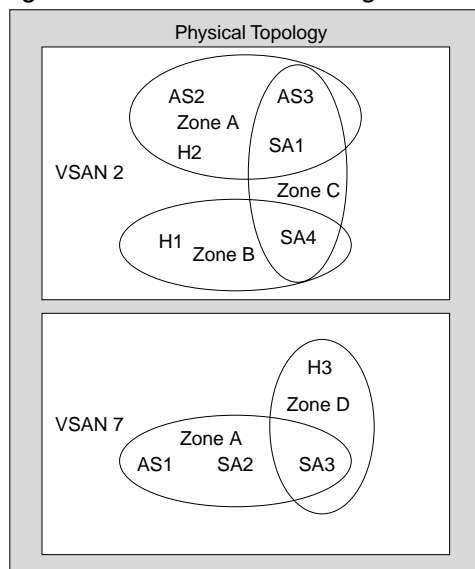 Physical Topology
AS2 AS3
Zone A
H2 SA1
VSAN 2
Zone C
H1 Zone B SA4
H3
Zone D
VSAN 7
Zone A
AS1 SA2 SA3